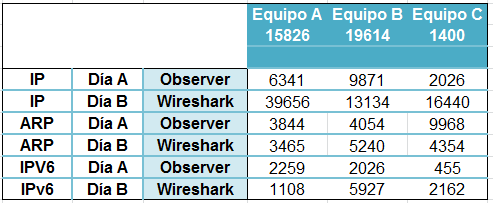 Equipo A Equipo B Equipo C
15826 19614 1400
IP Día A Observer 6341 9871 2026
IP Día B Wireshark 39656 13134 16440
ARP Día A Observer 3844 4054 9968
ARP Día B Wireshark 3465 5240 4354
IPV6 Día A Observer 2259 2026 455
IPv6 Día B Wireshark 1108 5927 2162